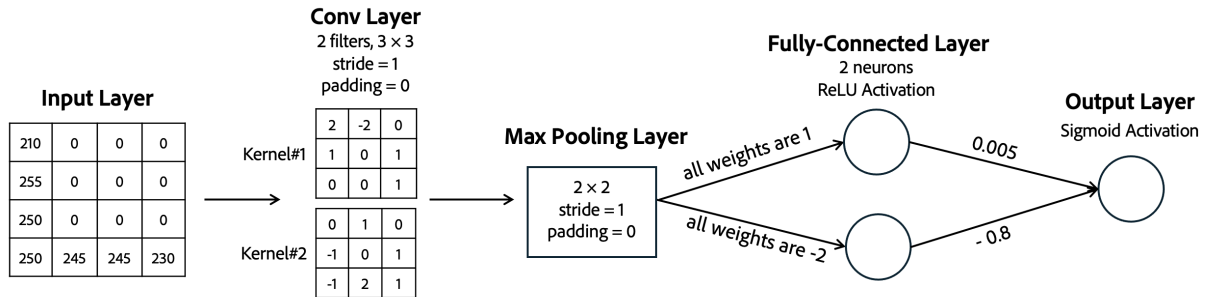 Input Layer
210 0 0 0
255 0 0 0
250 0 0 0
250 245 245 230
Conv Layer
2 filters, 3 × 3
stride = 1
padding = 0
Kernel#1
2 -2 0
1 0 1
0 0 1
Kernel#2
0 1 0
-1 0 1
-1 2 1
Max Pooling Layer
2 × 2
stride = 1
padding = 0
all weights are 1
all weights are -2
Fully-Connected Layer
2 neurons
ReLU Activation
0.005
- 0.8
Output Layer
Sigmoid Activation